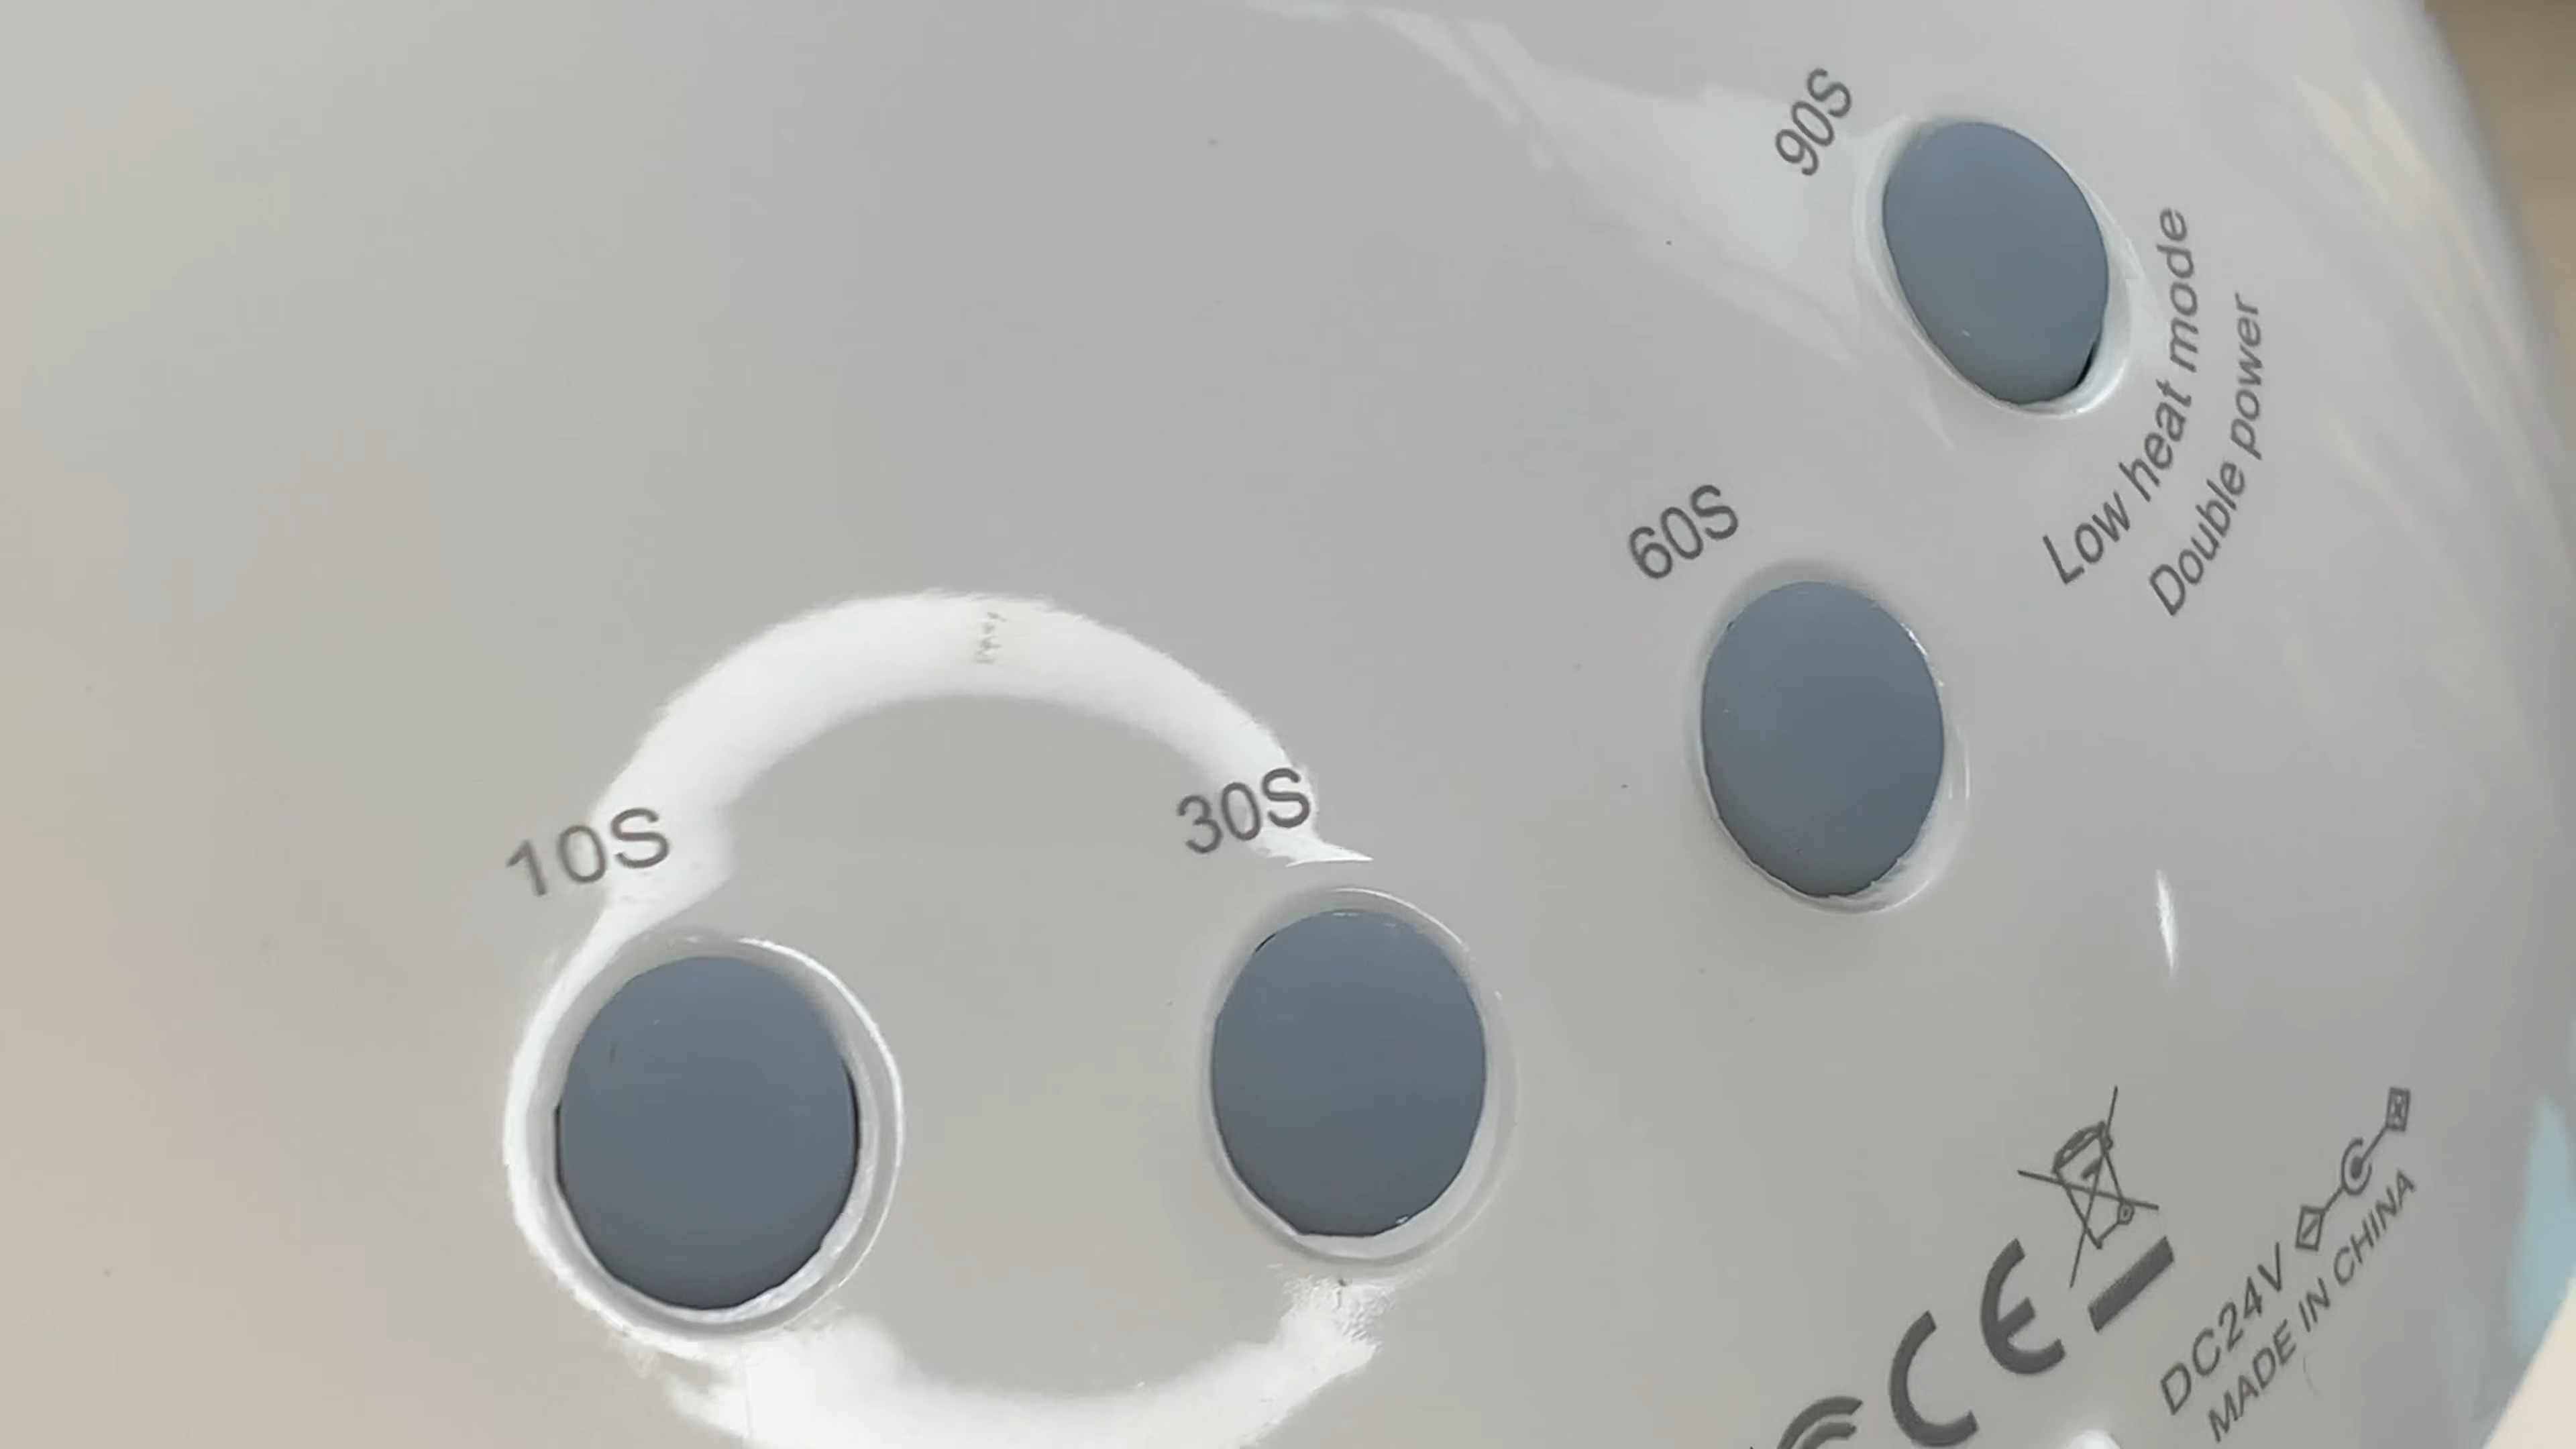 10S
30S
60S
90S
Low heat mode
Double power
CE
DC24V
MADE IN CHINA